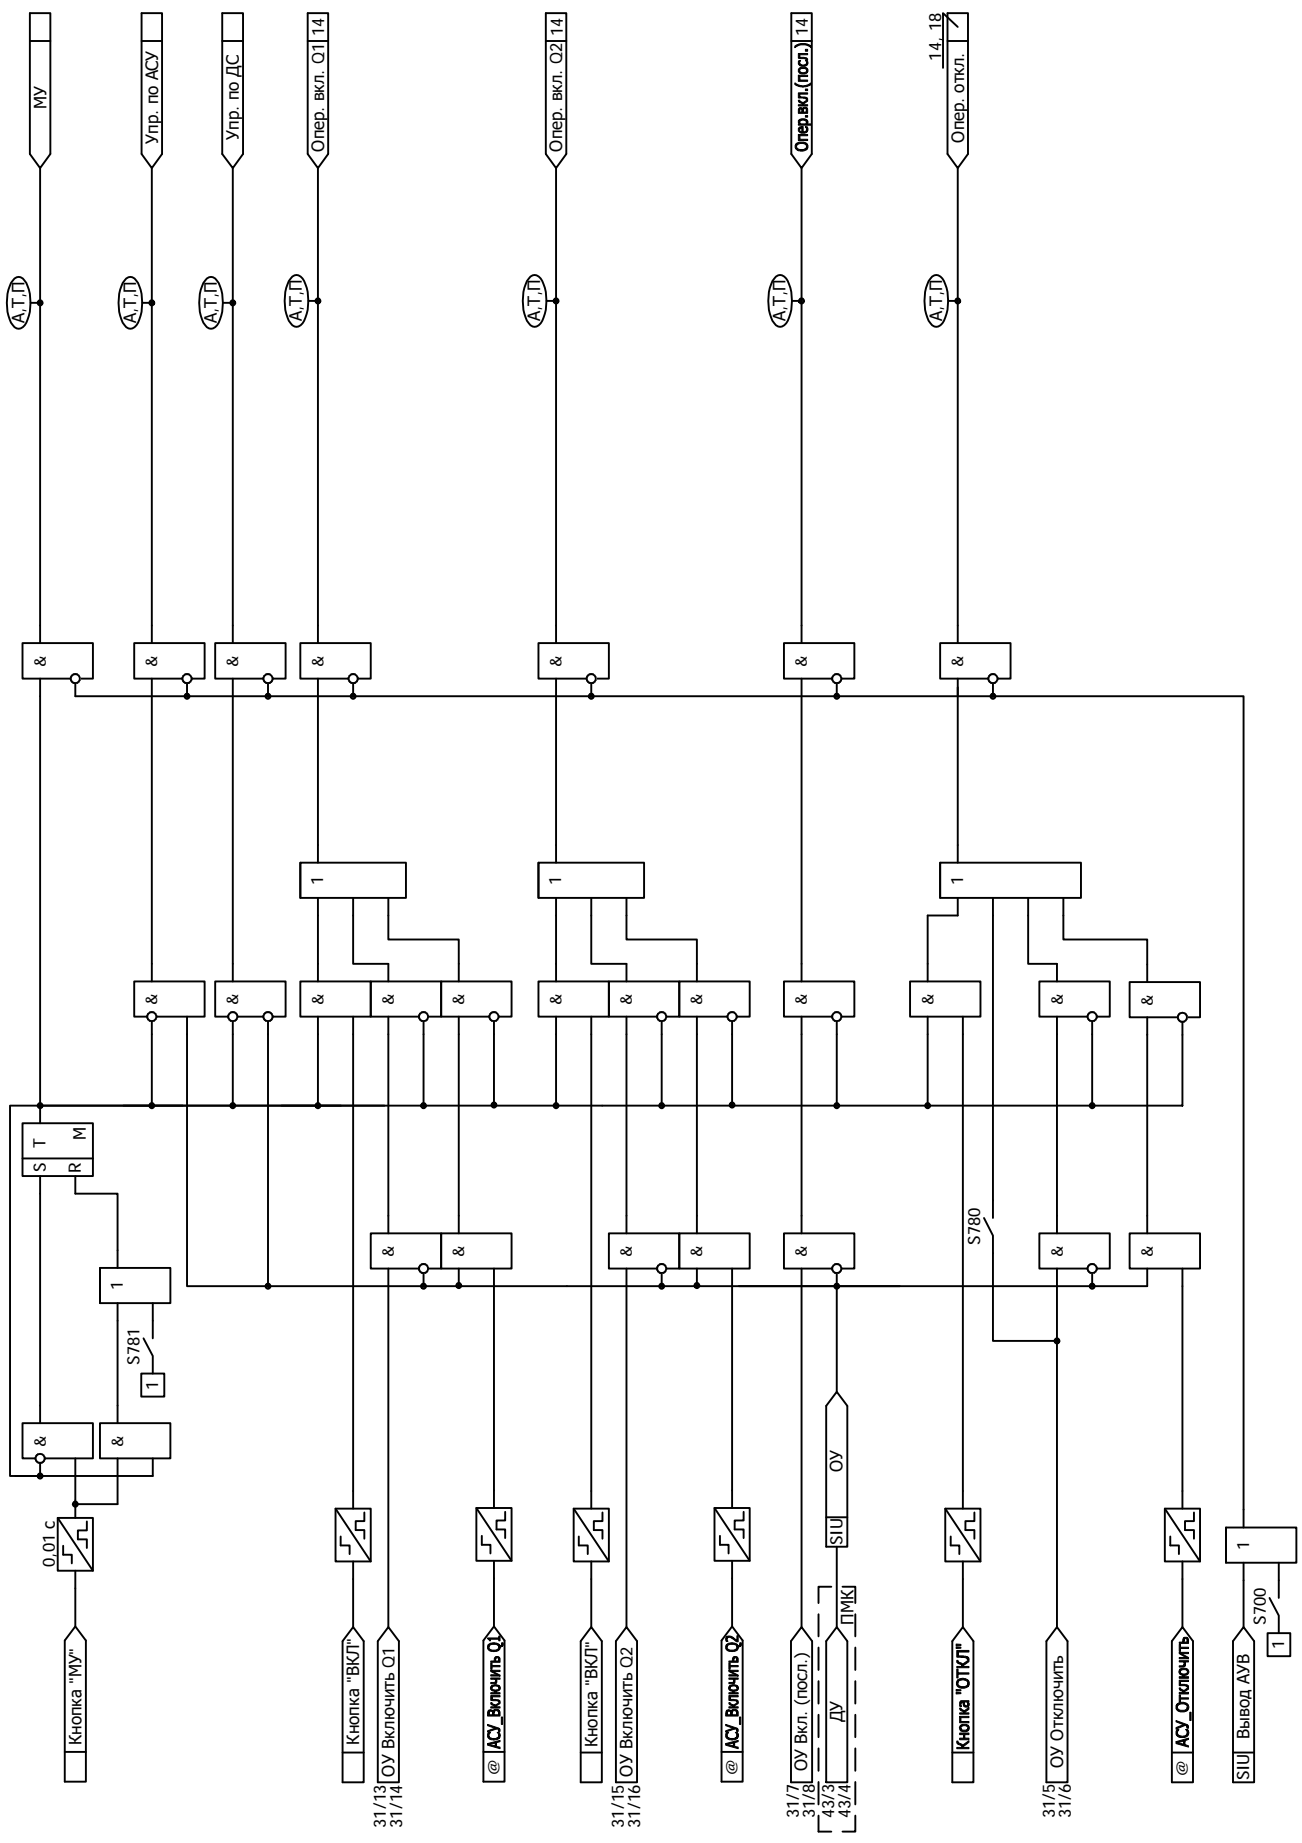 Кнопка "МУ"
0,01 с
&
&
1
S781
1
S T
R M
&
А,Т,П
МУ
&
&
А,Т,П
Упр. по АСУ
&
&
А,Т,П
Упр. по ДС
Кнопка "ВКЛ"
31/13
31/14
ОУ Включить Q1
@ АСУ_Включить Q1
&
&
&
&
&
1
&
А,Т,П
Опер. вкл. Q1 14
Кнопка "ВКЛ"
31/15
31/16
ОУ Включить Q2
@ АСУ_Включить Q2
&
&
&
&
&
1
&
А,Т,П
Опер. вкл. Q2 14
31/7
31/8
ОУ Вкл. (посл.)
&
&
&
А,Т,П
Опер.вкл.(посл.) 14
43/3
43/4
ДУ
ПМК
SIU ОУ
Кнопка "ОТКЛ"
S780
31/5
31/6
ОУ Отключить
@ АСУ_Отключить
&
&
&
&
&
1
&
А,Т,П
Опер. откл.
14, 18
SIU Вывод АУВ
S700
1
1